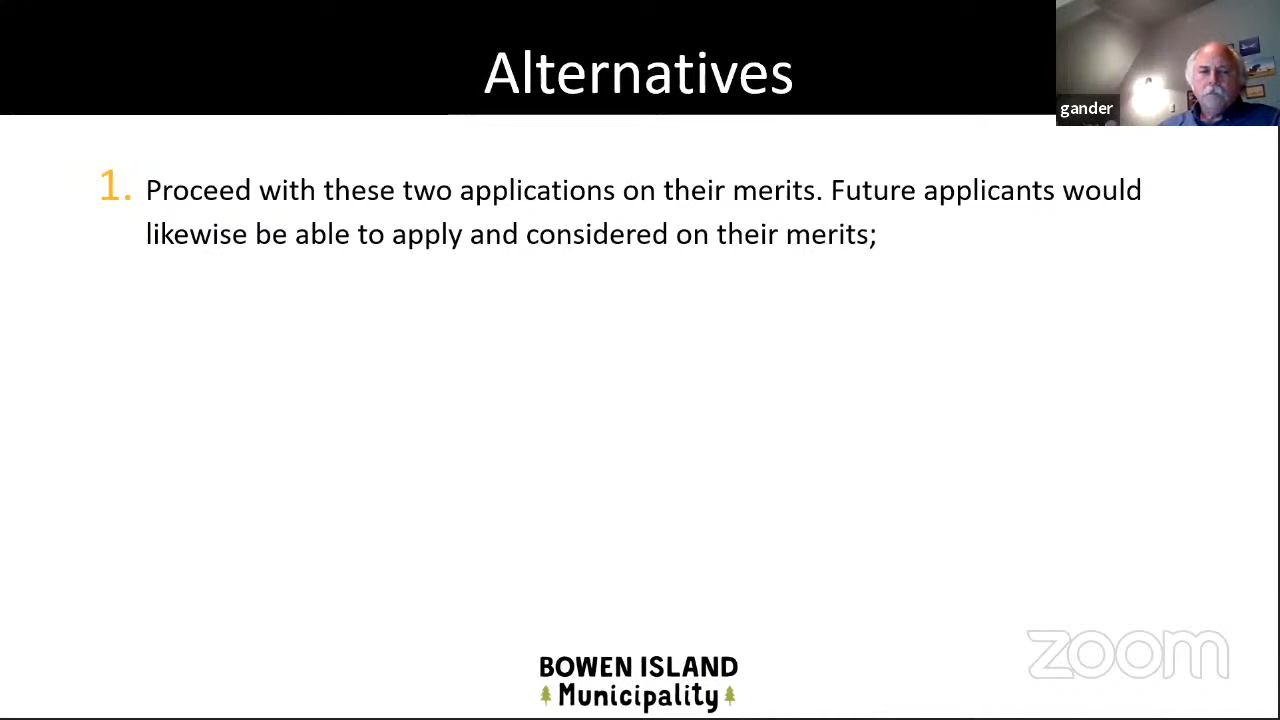 Alternatives
gander
1. Proceed with these two applications on their merits. Future applicants would
likewise be able to apply and considered on their merits;
zoom
BOWEN ISLAND
Municipality